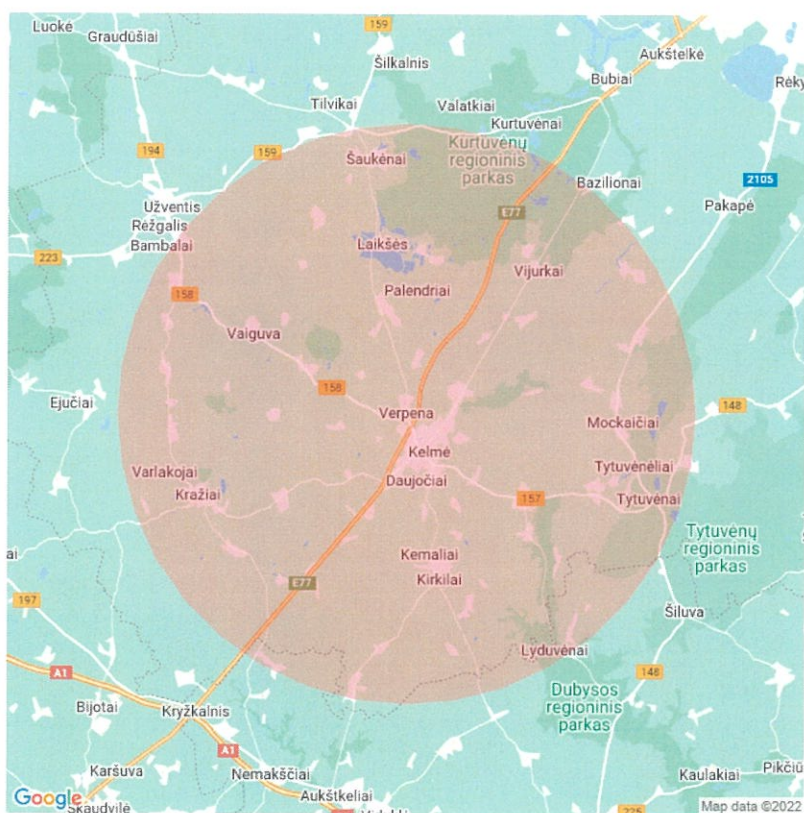 Luokė
Graudūšiai
159
Šilkalnis
Aukštelkė
Bubiai
Tilvikai
Valatkiai
Kurtuvėnai
194
159
Šaukėnai
Kurtuvėnų
regioninis
parkas
Bazilionai
2105
Užventis
Rėžgalis
Bambalai
E77
Pakapė
223
Laikšės
Vijurkai
158
Palendriai
Vaiguva
158
Ejučiai
Verpena
148
Mockaičiai
Kelmė
Varlakojai
Daujočiai
Tytuvėnėliai
Kražiai
157
Tytuvėnai
Tytuvėnų
regioninis
parkas
Kemaliai
E77
Kirkilai
197
Šiluva
Lyduvėnai
A1
148
Bijotai
Kryžkalnis
Dubysos
regioninis
parkas
A1
Karšuva
Nemakščiai
Kaulakiai
Aukštkeliai
Google
Skaudvilė
Map data ©2022